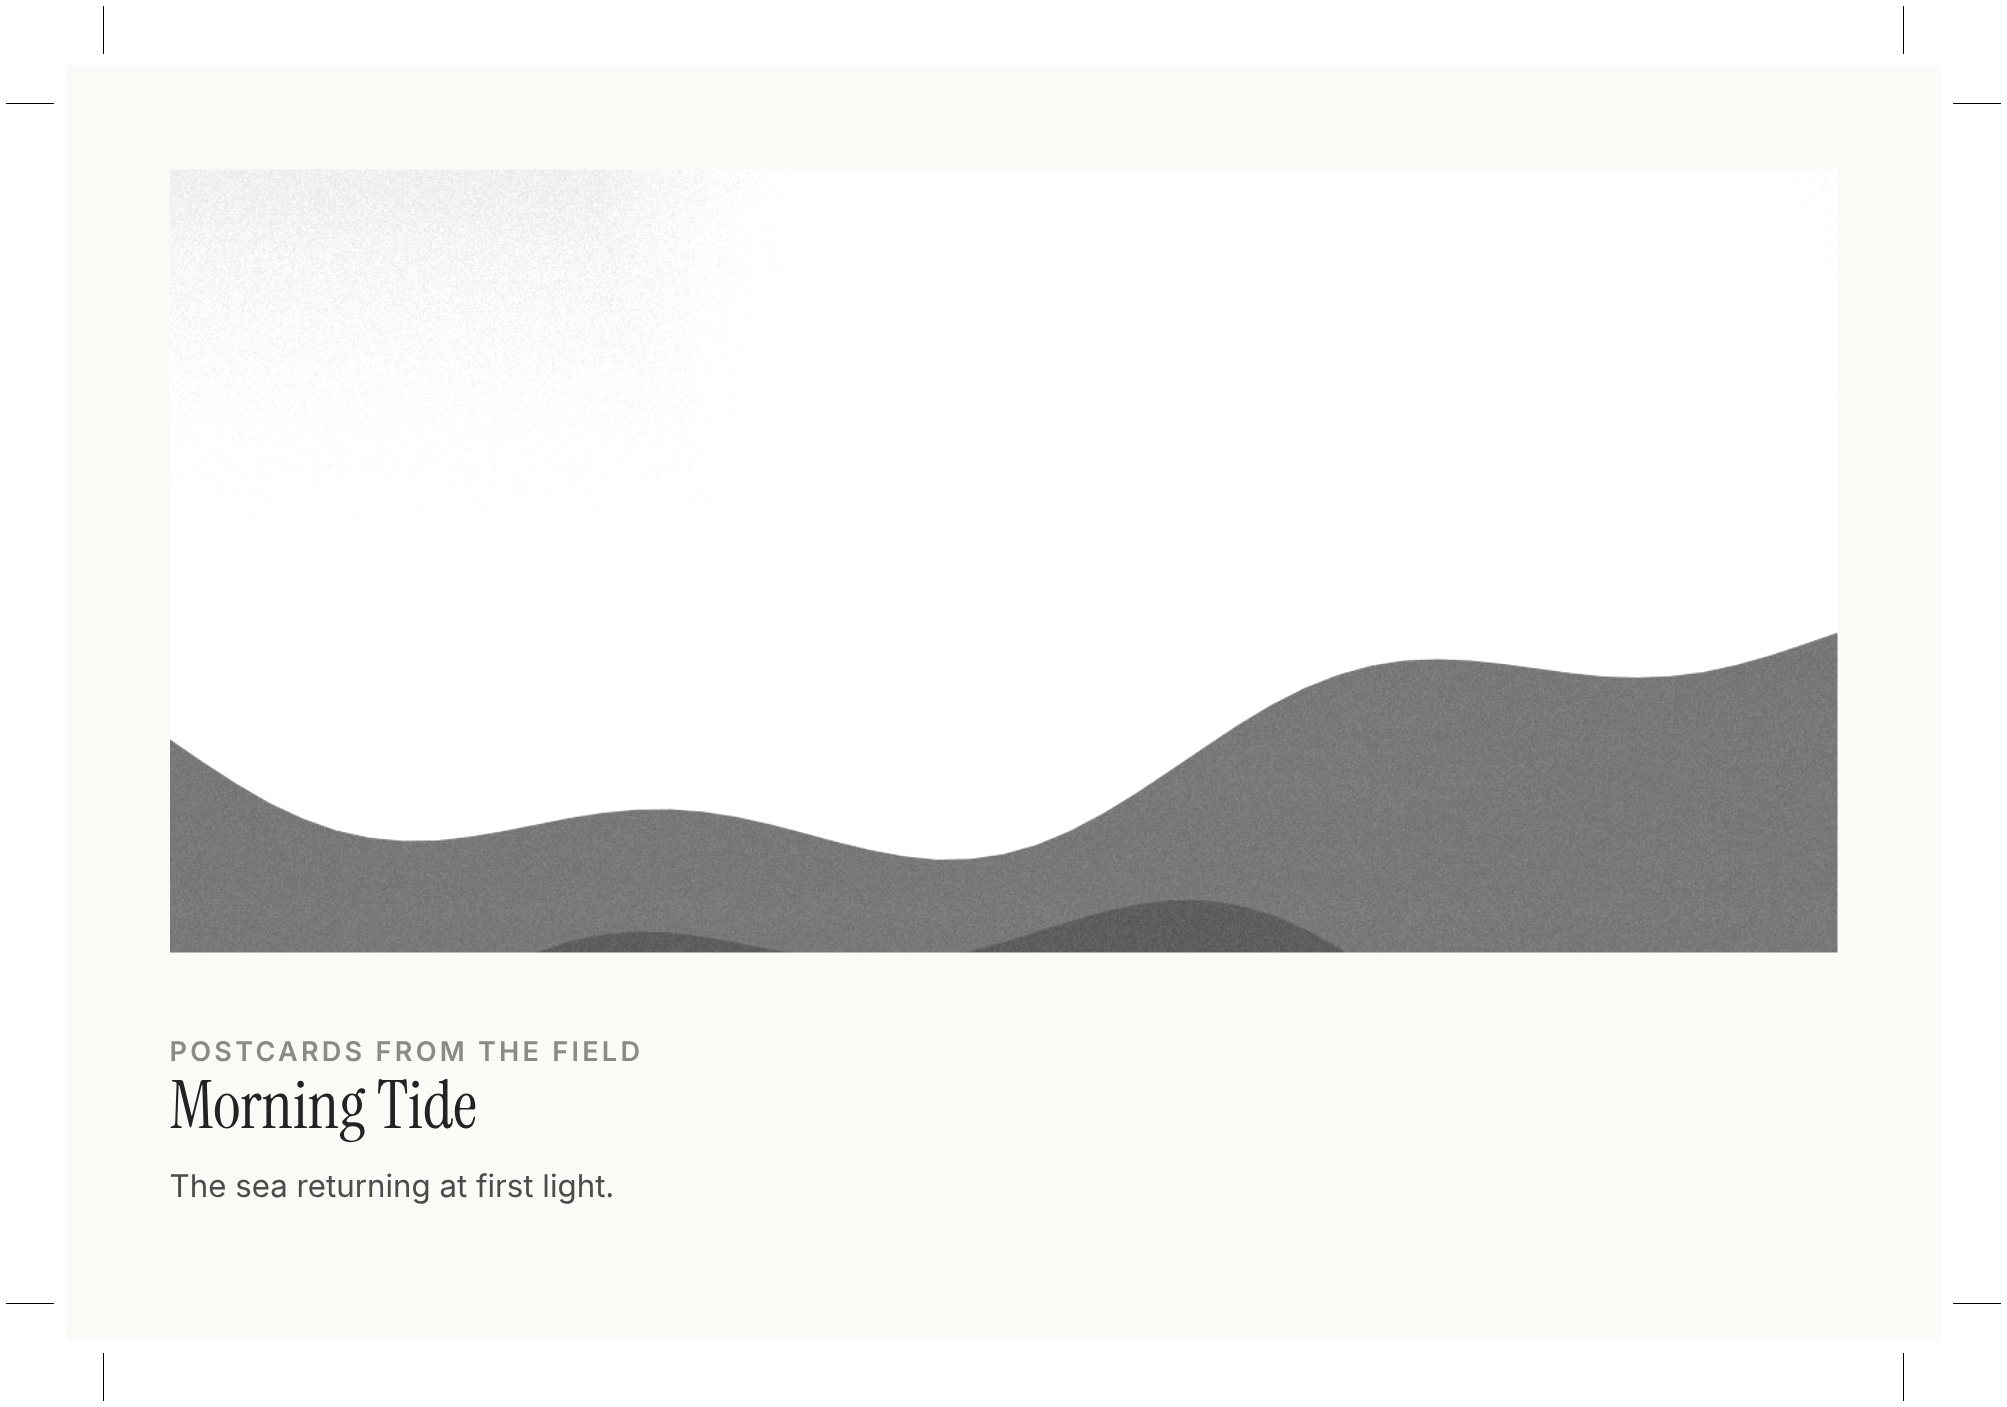 POSTCARDS FROM THE FIELD
Morning Tide
The sea returning at first light.